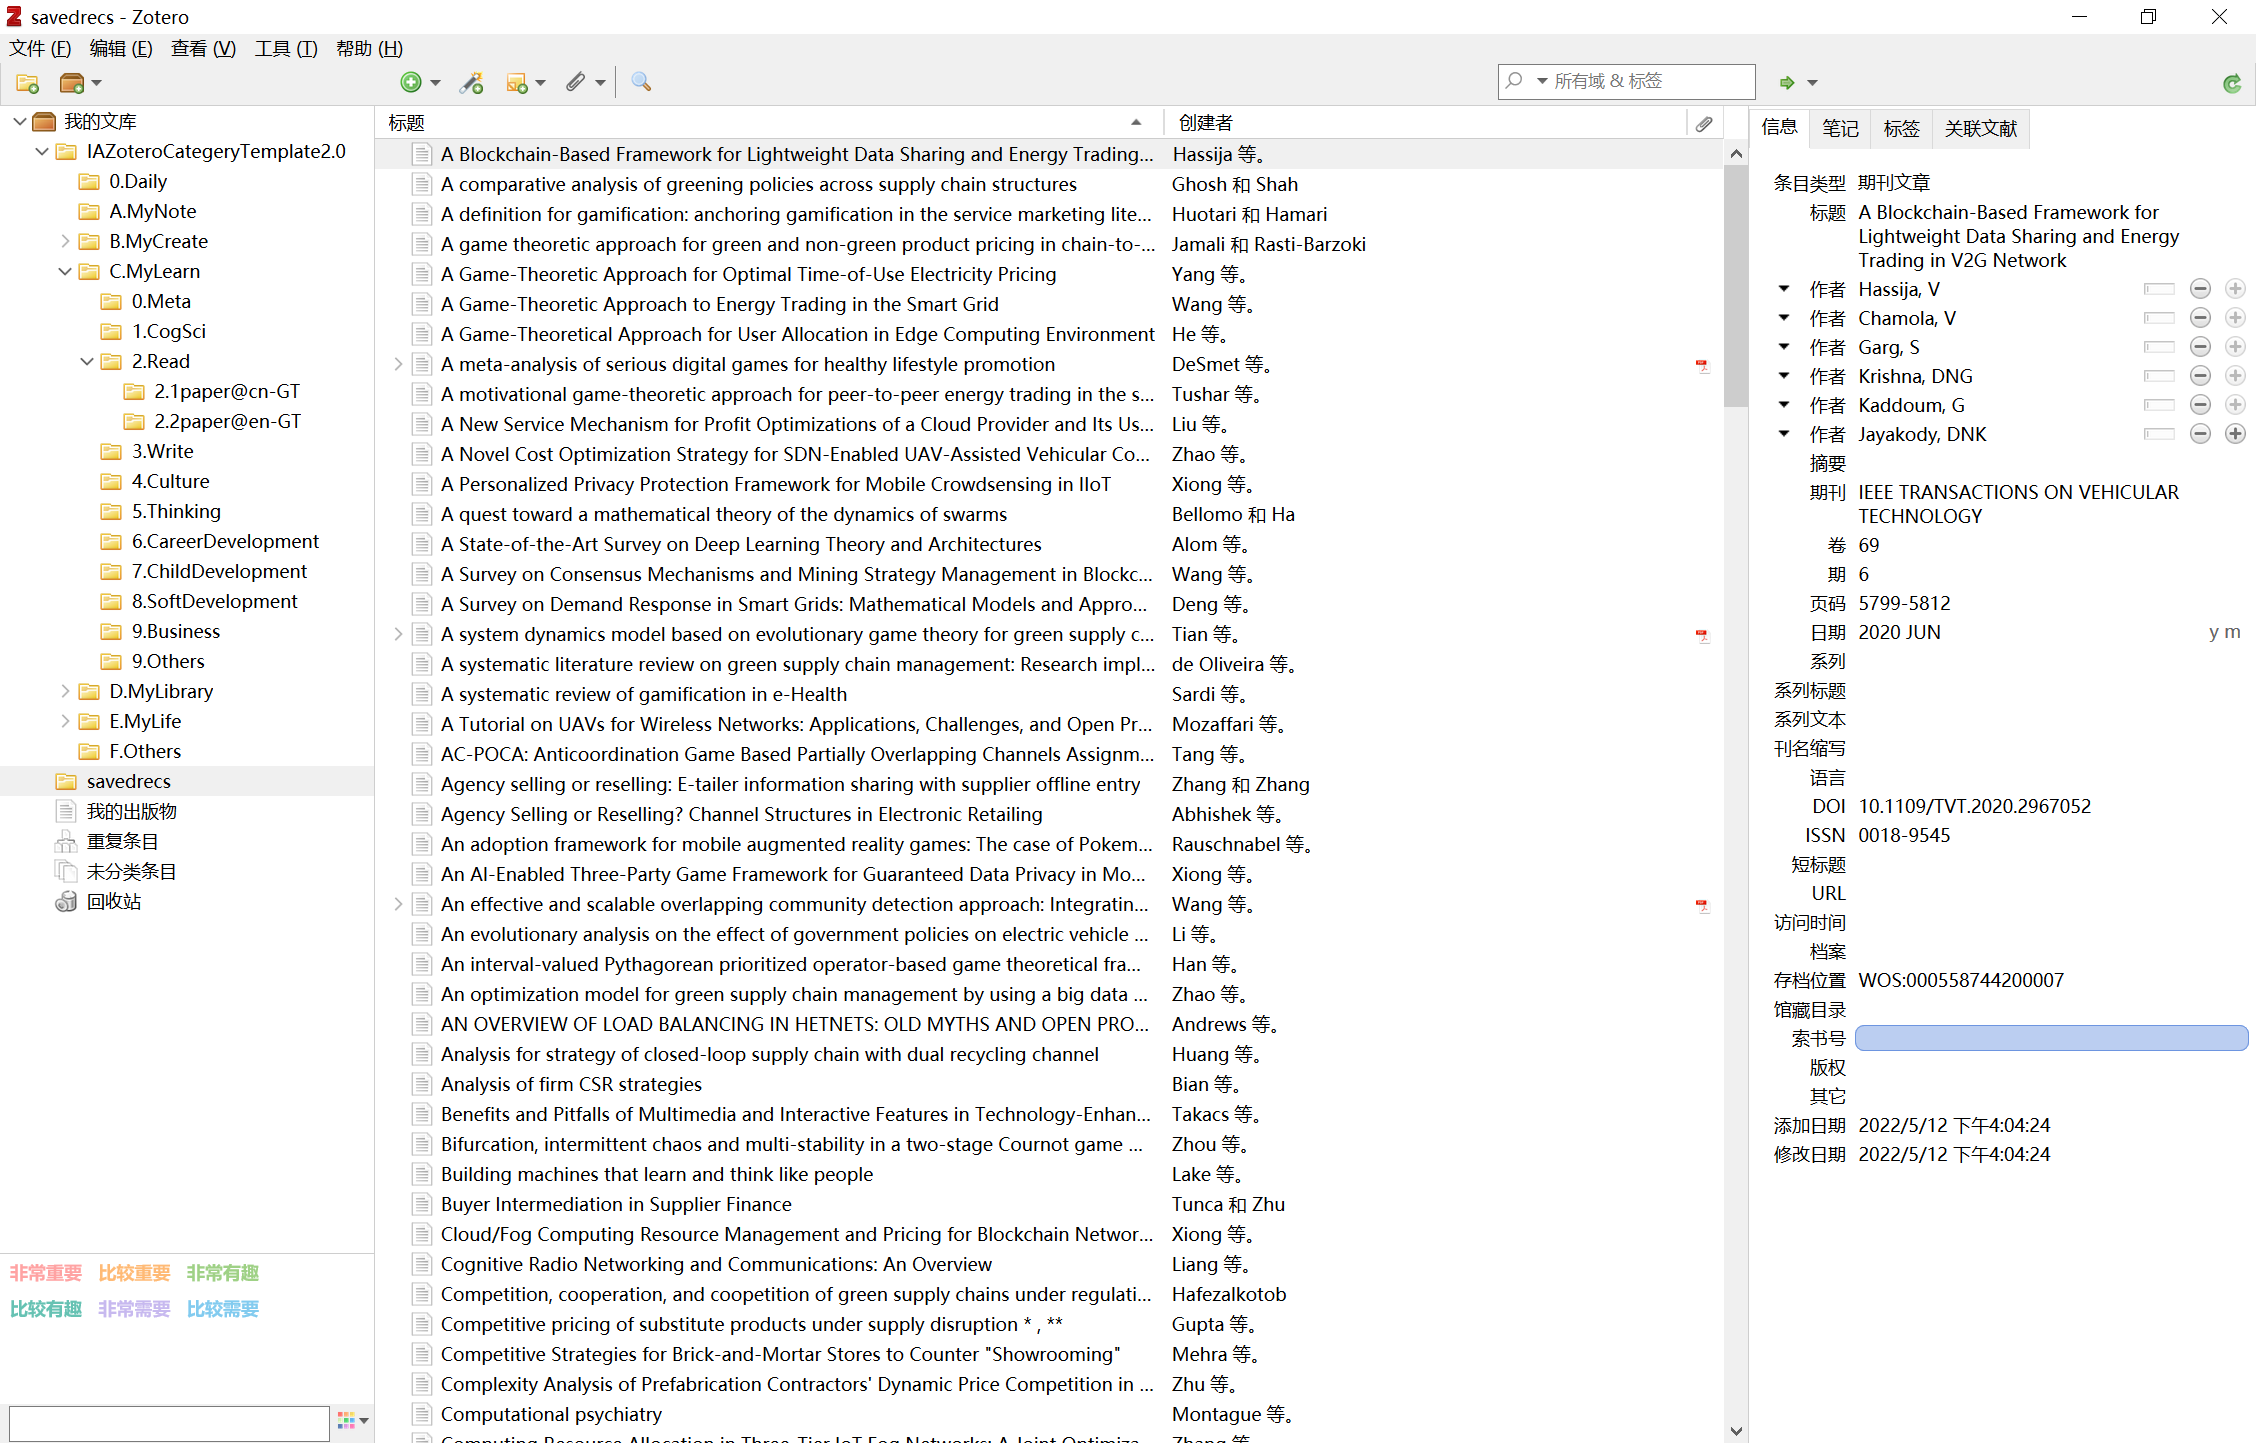 savedrecs - Zotero
文件 (F) 编辑 (E) 查看 (V) 工具 (T) 帮助 (H)
所有域 & 标签
我的文库
IAZoteroCategeryTemplate2.0
0.Daily
A.MyNote
B.MyCreate
C.MyLearn
0.Meta
1.CogSci
2.Read
2.1paper@cn-GT
2.2paper@en-GT
3.Write
4.Culture
5.Thinking
6.CareerDevelopment
7.ChildDevelopment
8.SoftDevelopment
9.Business
9.Others
D.MyLibrary
E.MyLife
F.Others
savedrecs
我的出版物
重复条目
未分类条目
回收站
非常重要 比较重要 非常有趣
比较有趣 非常需要 比较需要
标题 创建者
A Blockchain-Based Framework for Lightweight Data Sharing and Energy Trading... Hassija 等。
A comparative analysis of greening policies across supply chain structures Ghosh 和 Shah
A definition for gamification: anchoring gamification in the service marketing lite... Huotari 和 Hamari
A game theoretic approach for green and non-green product pricing in chain-to-... Jamali 和 Rasti-Barzoki
A Game-Theoretic Approach for Optimal Time-of-Use Electricity Pricing Yang 等。
A Game-Theoretic Approach to Energy Trading in the Smart Grid Wang 等。
A Game-Theoretical Approach for User Allocation in Edge Computing Environment He 等。
A meta-analysis of serious digital games for healthy lifestyle promotion DeSmet 等。
A motivational game-theoretic approach for peer-to-peer energy trading in the s... Tushar 等。
A New Service Mechanism for Profit Optimizations of a Cloud Provider and Its Us... Liu 等。
A Novel Cost Optimization Strategy for SDN-Enabled UAV-Assisted Vehicular Co... Zhao 等。
A Personalized Privacy Protection Framework for Mobile Crowdsensing in IIoT Xiong 等。
A quest toward a mathematical theory of the dynamics of swarms Bellomo 和 Ha
A State-of-the-Art Survey on Deep Learning Theory and Architectures Alom 等。
A Survey on Consensus Mechanisms and Mining Strategy Management in Blockc... Wang 等。
A Survey on Demand Response in Smart Grids: Mathematical Models and Appro... Deng 等。
A system dynamics model based on evolutionary game theory for green supply c... Tian 等。
A systematic literature review on green supply chain management: Research impl... de Oliveira 等。
A systematic review of gamification in e-Health Sardi 等。
A Tutorial on UAVs for Wireless Networks: Applications, Challenges, and Open Pr... Mozaffari 等。
AC-POCA: Anticoordination Game Based Partially Overlapping Channels Assignm... Tang 等。
Agency selling or reselling: E-tailer information sharing with supplier offline entry Zhang 和 Zhang
Agency Selling or Reselling? Channel Structures in Electronic Retailing Abhishek 等。
An adoption framework for mobile augmented reality games: The case of Pokem... Rauschnabel 等。
An AI-Enabled Three-Party Game Framework for Guaranteed Data Privacy in Mo... Xiong 等。
An effective and scalable overlapping community detection approach: Integratin... Wang 等。
An evolutionary analysis on the effect of government policies on electric vehicle ... Li 等。
An interval-valued Pythagorean prioritized operator-based game theoretical fra... Han 等。
An optimization model for green supply chain management by using a big data ... Zhao 等。
AN OVERVIEW OF LOAD BALANCING IN HETNETS: OLD MYTHS AND OPEN PRO... Andrews 等。
Analysis for strategy of closed-loop supply chain with dual recycling channel Huang 等。
Analysis of firm CSR strategies Bian 等。
Benefits and Pitfalls of Multimedia and Interactive Features in Technology-Enhan... Takacs 等。
Bifurcation, intermittent chaos and multi-stability in a two-stage Cournot game ... Zhou 等。
Building machines that learn and think like people Lake 等。
Buyer Intermediation in Supplier Finance Tunca 和 Zhu
Cloud/Fog Computing Resource Management and Pricing for Blockchain Networ... Xiong 等。
Cognitive Radio Networking and Communications: An Overview Liang 等。
Competition, cooperation, and coopetition of green supply chains under regulati... Hafezalkotob
Competitive pricing of substitute products under supply disruption * , ** Gupta 等。
Competitive Strategies for Brick-and-Mortar Stores to Counter "Showrooming" Mehra 等。
Complexity Analysis of Prefabrication Contractors' Dynamic Price Competition in ... Zhu 等。
Computational psychiatry Montague 等。
Computing Resource Allocation in Three-Tier IoT Fog Networks: A Joint Optimiza... Zhang 等。
信息 笔记 标签 关联文献
条目类型 期刊文章
标题 A Blockchain-Based Framework for
Lightweight Data Sharing and Energy
Trading in V2G Network
作者 Hassija, V
作者 Chamola, V
作者 Garg, S
作者 Krishna, DNG
作者 Kaddoum, G
作者 Jayakody, DNK
摘要
期刊 IEEE TRANSACTIONS ON VEHICULAR
TECHNOLOGY
卷 69
期 6
页码 5799-5812
日期 2020 JUN y m
系列
系列标题
系列文本
刊名缩写
语言
DOI 10.1109/TVT.2020.2967052
ISSN 0018-9545
短标题
URL
访问时间
档案
存档位置 WOS:000558744200007
馆藏目录
索书号
版权
其它
添加日期 2022/5/12 下午4:04:24
修改日期 2022/5/12 下午4:04:24